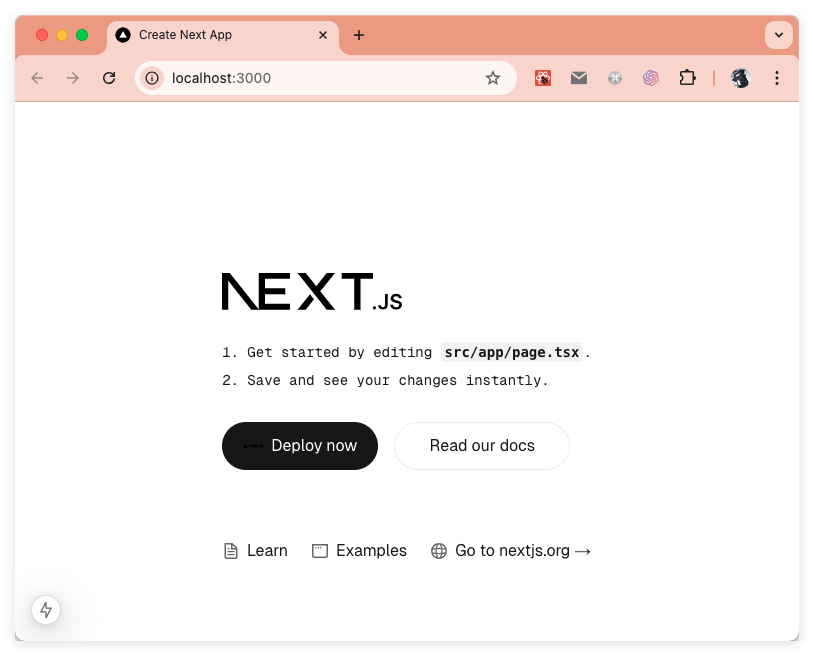 Create Next App
localhost:3000
NEXT.JS
1. Get started by editing src/app/page.tsx.
2. Save and see your changes instantly.
Deploy now
Read our docs
Learn
Examples
Go to nextjs.org →